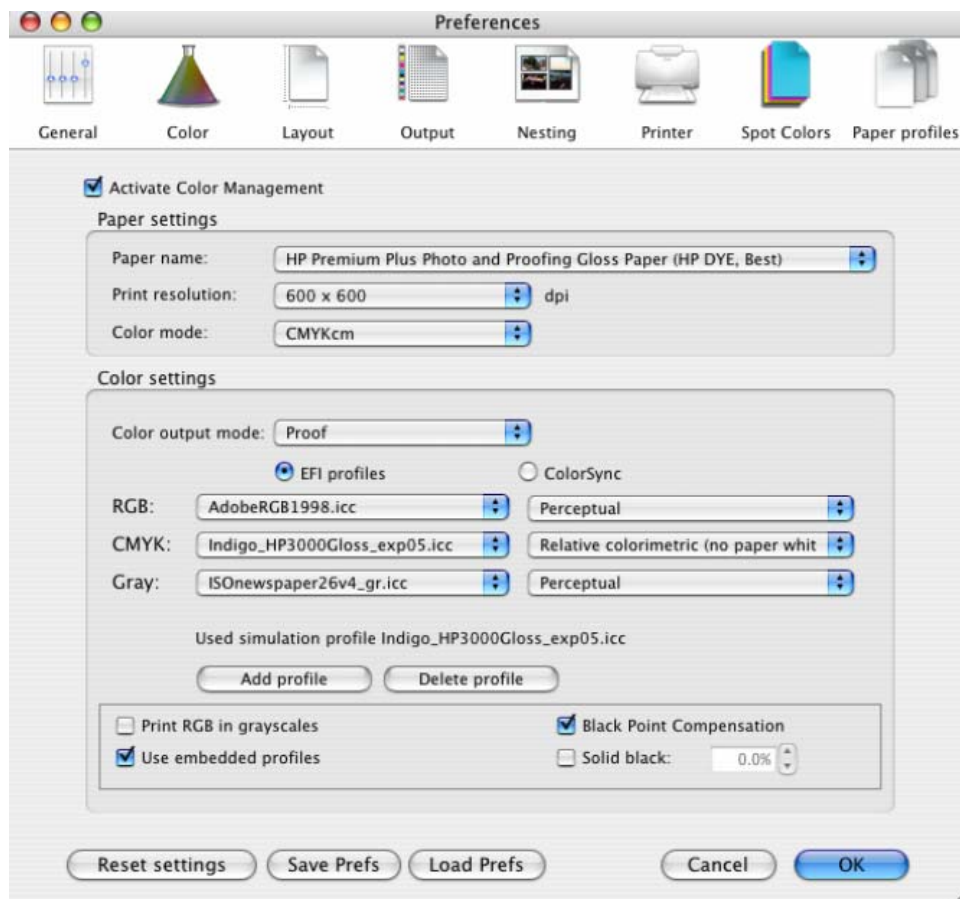 Preferences
General Color Layout Output Nesting Printer Spot Colors Paper profiles
Activate Color Management
Paper settings
Paper name: HP Premium Plus Photo and Proofing Gloss Paper (HP DYE, Best)
Print resolution: 600 x 600 dpi
Color mode: CMYKcm
Color settings
Color output mode: Proof
EFI profiles ColorSync
RGB: AdobeRGB1998.icc Perceptual
CMYK: Indigo_HP3000Gloss_exp05.icc Relative colorimetric (no paper whit
Gray: ISOnewspaper26v4_gr.icc Perceptual
Used simulation profile Indigo_HP3000Gloss_exp05.icc
Add profile Delete profile
Print RGB in grayscales Black Point Compensation
Use embedded profiles Solid black: 0.0%
Reset settings Save Prefs Load Prefs Cancel OK